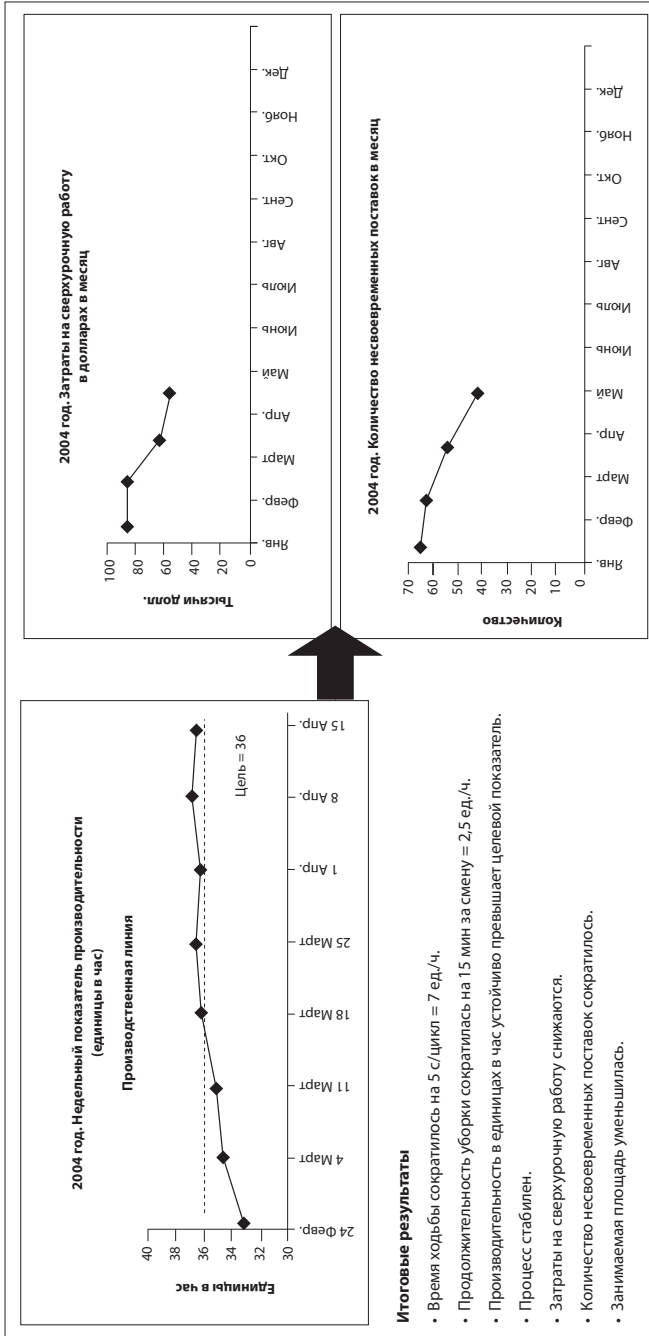 2004 год. Недельный показатель производительности
(единицы в час)
Производственная линия
Единицы в час
40
38
36
34
32
30
Цель = 36
24 Февр.
4 Март
11 Март
18 Март
25 Март
1 Апр.
8 Апр.
15 Апр.
2004 год. Затраты на сверхурочную работу
в долларах в месяц
Тысячи долл.
100
80
60
40
20
0
Янв.
Февр.
Март
Апр.
Май
Июнь
Июль
Авг.
Сент.
Окт.
Нояб.
Дек.
2004 год. Количество несвоевременных поставок в месяц
Количество
70
60
50
40
30
20
10
0
Янв.
Февр.
Март
Апр.
Май
Июнь
Июль
Авг.
Сент.
Окт.
Нояб.
Дек.
Итоговые результаты
• Время ходьбы сократилось на 5 с/цикл = 7 ед./ч.
• Продолжительность уборки сократилась на 15 мин за смену = 2,5 ед./ч.
• Производительность в единицах в час устойчиво превышает целевой показатель.
• Процесс стабилен.
• Затраты на сверхурочную работу снижаются.
• Количество несвоевременных поставок сократилось.
• Занимаемая площадь уменьшилась.